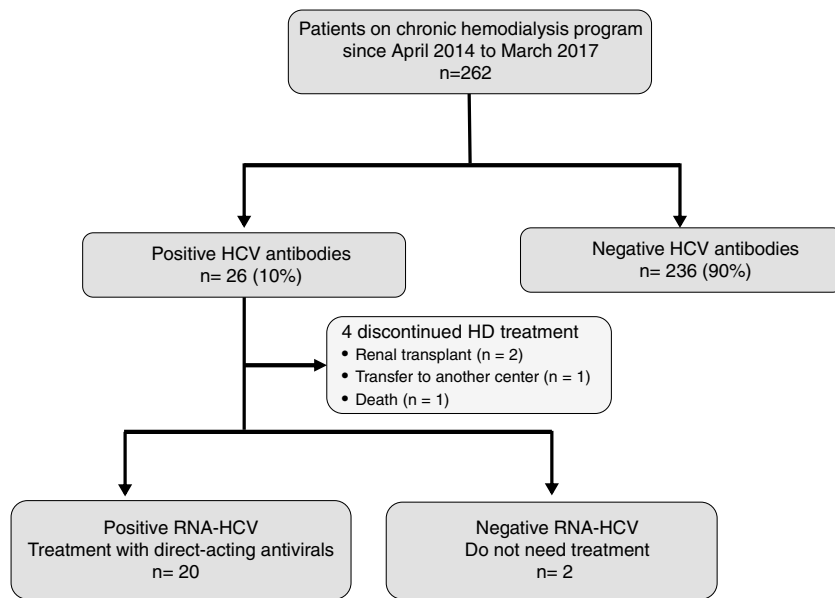 Patients on chronic hemodialysis program
since April 2014 to March 2017
n=262
Positive HCV antibodies
n= 26 (10%)
Negative HCV antibodies
n= 236 (90%)
4 discontinued HD treatment
• Renal transplant (n = 2)
• Transfer to another center (n = 1)
• Death (n = 1)
Positive RNA-HCV
Treatment with direct-acting antivirals
n= 20
Negative RNA-HCV
Do not need treatment
n= 2